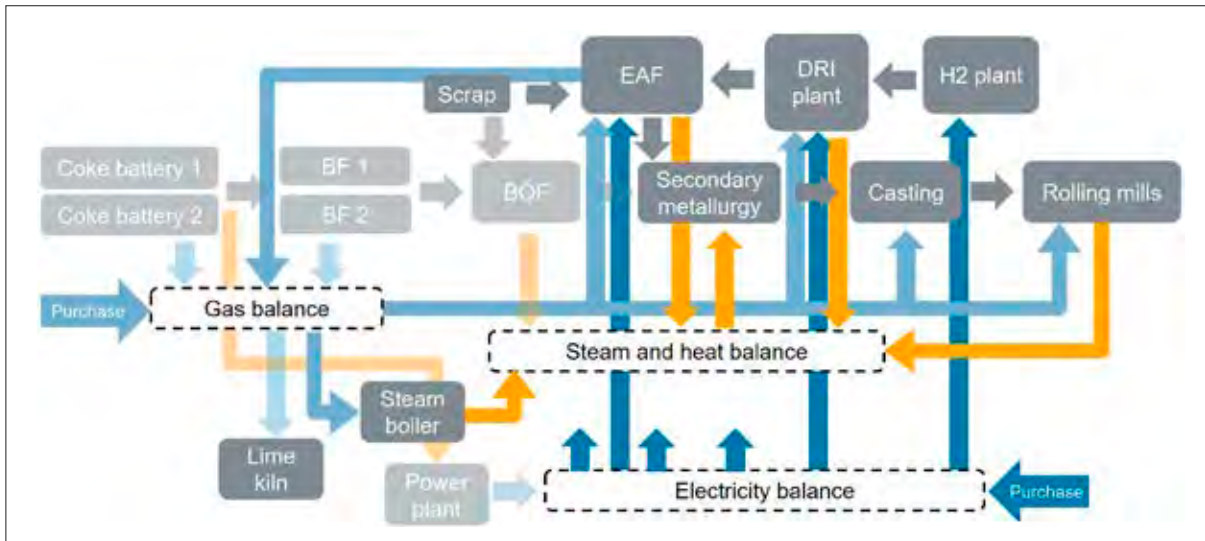 EAF
DRI
plant
H2 plant
Scrap
Coke battery 1
BF 1
Coke battery 2
BF 2
BOF
Secondary
metallurgy
Casting
Rolling mills
Purchase
Gas balance
Steam and heat balance
Steam
boiler
Lime
kiln
Power
plant
Electricity balance
Purchase